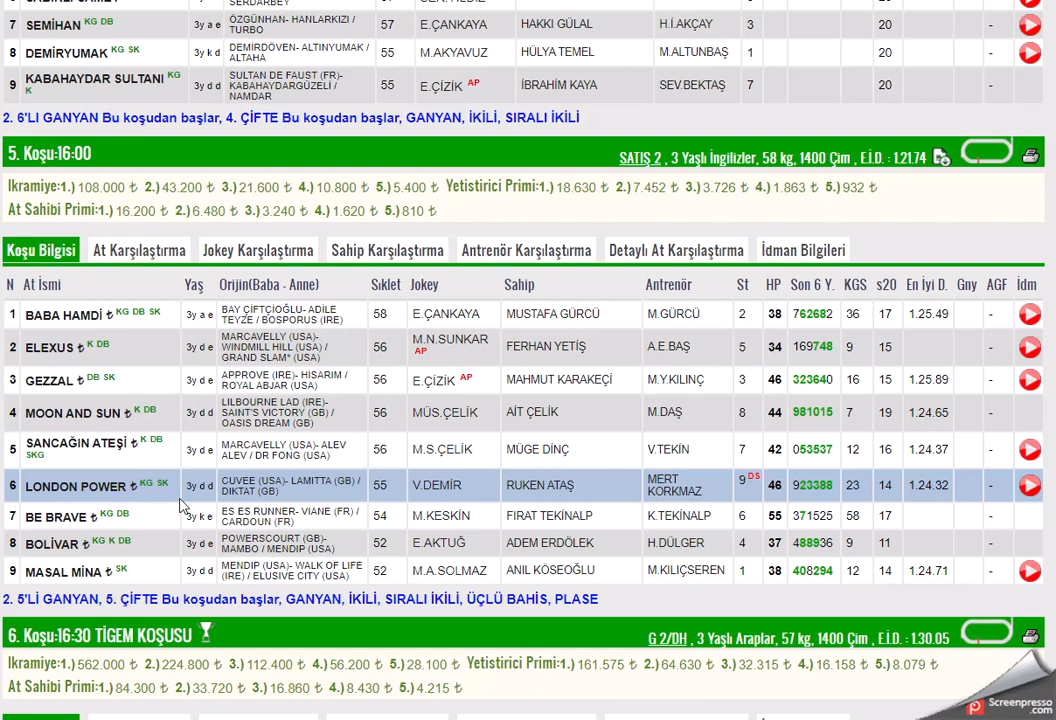 7 SEMİHAN KG DB 3y a e ÖZGÜNHAN- HANLARKIZI / TURBO 57 E.ÇANKAYA HAKKI GÜLAL H.İ.AKÇAY 3 20 -
8 DEMİRYUMAK KG SK 3y k d DEMİRDÖVEN- ALTINYUMAK / ALTAHA 55 M.AKYAVUZ HÜLYA TEMEL M.ALTUNBAŞ 1 20 -
9 KABAHAYDAR SULTANI KG K 3y d d SULTAN DE FAUST (FR)- KABAHAYDARGÜZELİ / NAMDAR 55 E.ÇİZİK AP İBRAHİM KAYA SEV.BEKTAŞ 7 20 -
2. 6'LI GANYAN Bu koşudan başlar, 4. ÇİFTE Bu koşudan başlar, GANYAN, İKİLİ, SIRALI İKİLİ
5. Koşu:16:00 SATIŞ 2 , 3 Yaşlı İngilizler, 58 kg, 1400 Çim , E.İ.D. : 1.21.74
İkramiye:1.) 108.000 ₺ 2.) 43.200 ₺ 3.) 21.600 ₺ 4.) 10.800 ₺ 5.) 5.400 ₺ Yetistirici Primi:1.) 18.630 ₺ 2.) 7.452 ₺ 3.) 3.726 ₺ 4.) 1.863 ₺ 5.) 932 ₺
At Sahibi Primi:1.) 16.200 ₺ 2.) 6.480 ₺ 3.) 3.240 ₺ 4.) 1.620 ₺ 5.) 810 ₺
Koşu Bilgisi At Karşılaştırma Jokey Karşılaştırma Sahip Karşılaştırma Antrenör Karşılaştırma Detaylı At Karşılaştırma İdman Bilgileri
N At İsmi Yaş Orijin(Baba - Anne) Sıklet Jokey Sahip Antrenör St HP Son 6 Y. KGS s20 En İyi D. Gny AGF İdm
1 BABA HAMDİ ₺ KG DB SK 3y a e BAY ÇİFTÇİOĞLU- ADİLE TEYZE / BOSPORUS (IRE) 58 E.ÇANKAYA MUSTAFA GÜRCÜ M.GÜRCÜ 2 38 762682 36 17 1.25.49 -
2 ELEXUS ₺ K DB 3y d e MARCAVELLY (USA)- WINDMILL HILL (USA) / GRAND SLAM* (USA) 56 M.N.SUNKAR AP FERHAN YETİŞ A.E.BAŞ 5 34 169748 9 15 -
3 GEZZAL ₺ DB SK 3y d e APPROVE (IRE)- HİSARIM / ROYAL ABJAR (USA) 56 E.ÇİZİK AP MAHMUT KARAKEÇİ M.Y.KILINÇ 3 46 323640 16 15 1.25.89 -
4 MOON AND SUN ₺ K DB 3y d d LILBOURNE LAD (IRE)- SAINT'S VICTORY (GB) / OASIS DREAM (GB) 56 MÜS.ÇELİK AİT ÇELİK M.DAŞ 8 44 981015 7 19 1.24.65 -
5 SANCAĞIN ATEŞİ ₺ K DB SKG 3y d e MARCAVELLY (USA)- ALEV ALEV / DR FONG (USA) 56 M.S.ÇELİK MÜGE DİNÇ V.TEKİN 7 42 053537 12 16 1.24.37 -
6 LONDON POWER ₺ KG SK 3y d d CUVEE (USA)- LAMITTA (GB) / DIKTAT (GB) 55 V.DEMİR RUKEN ATAŞ MERT KORKMAZ 9 DS 46 923388 23 14 1.24.32 -
7 BE BRAVE ₺ KG DB 3y k e ES ES RUNNER- VIANE (FR) / CARDOUN (FR) 54 M.KESKİN FIRAT TEKİNALP K.TEKİNALP 6 55 371525 58 17 -
8 BOLİVAR ₺ KG K DB 3y d e POWERSCOURT (GB)- MAMBO / MENDIP (USA) 52 E.AKTUĞ ADEM ERDÖLEK H.DÜLGER 4 37 488936 9 11 -
9 MASAL MİNA ₺ SK 3y d d MENDIP (USA)- WALK OF LIFE (IRE) / ELUSIVE CITY (USA) 52 M.A.SOLMAZ ANIL KÖSEOĞLU M.KILIÇSEREN 1 38 408294 12 14 1.24.71 -
2. 5'Lİ GANYAN, 5. ÇİFTE Bu koşudan başlar, GANYAN, İKİLİ, SIRALI İKİLİ, ÜÇLÜ BAHİS, PLASE
6. Koşu:16:30 TİGEM KOŞUSU G 2/DH , 3 Yaşlı Araplar, 57 kg, 1400 Çim , E.İ.D. : 1.30.05
İkramiye:1.) 562.000 ₺ 2.) 224.800 ₺ 3.) 112.400 ₺ 4.) 56.200 ₺ 5.) 28.100 ₺ Yetistirici Primi:1.) 161.575 ₺ 2.) 64.630 ₺ 3.) 32.315 ₺ 4.) 16.158 ₺ 5.) 8.079 ₺
At Sahibi Primi:1.) 84.300 ₺ 2.) 33.720 ₺ 3.) 16.860 ₺ 4.) 8.430 ₺ 5.) 4.215 ₺
Screenpresso
.com